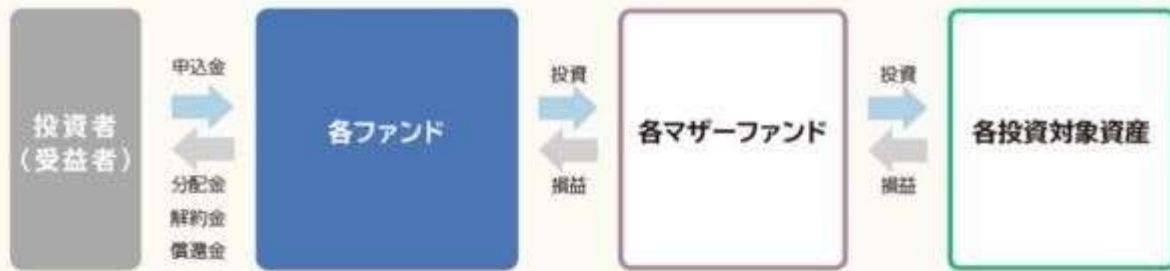 投資者
（受益者）
申込金
分配金
解約金
償還金
各ファンド
投資
損益
各マザーファンド
投資
損益
各投資対象資産